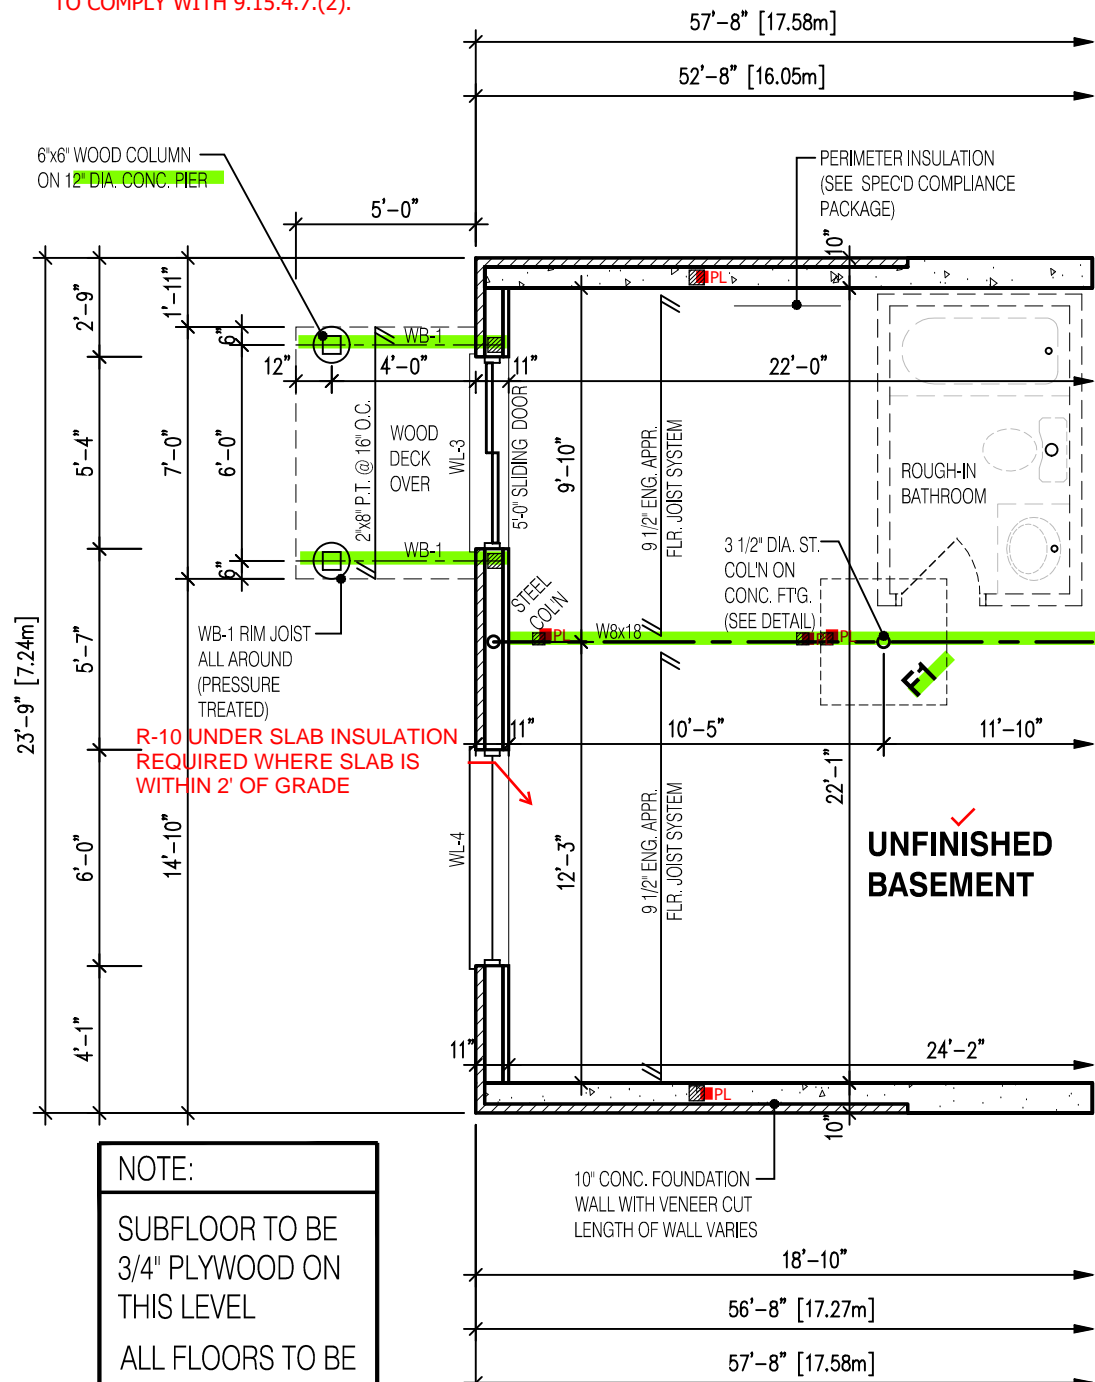 TO COMPLY WITH 9.15.4.7.(2).
57'-8" [17.58m]
52'-8" [16.05m]
6"x6" WOOD COLUMN
ON 12" DIA. CONC. PIER
PERIMETER INSULATION
(SEE SPEC'D COMPLIANCE
PACKAGE)
5'-0"
10"
PL
2'-9"
1'-11"
6"
WB-1
12"
4'-0"
11"
22'-0"
5'-4"
7'-0"
6'-0"
2"x8" P.T. @ 16" O.C.
WOOD
DECK
OVER
WL-3
5'-0" SLIDING DOOR
9'-10"
9 1/2" ENG. APPR.
FLR. JOIST SYSTEM
ROUGH-IN
BATHROOM
3 1/2" DIA. ST.
COL'N ON
CONC. FT'G.
(SEE DETAIL)
WB-1
6"
STEEL
COL'N
PL
W8x18
PL
F1
WB-1 RIM JOIST
ALL AROUND
(PRESSURE
TREATED)
23'-9" [7.24m]
5'-7"
R-10 UNDER SLAB INSULATION
REQUIRED WHERE SLAB IS
WITHIN 2' OF GRADE
11"
10'-5"
11'-10"
22'-1"
UNFINISHED
BASEMENT
6'-0"
14'-10"
WL-4
12'-3"
9 1/2" ENG. APPR.
FLR. JOIST SYSTEM
4'-1"
11"
24'-2"
PL
10"
NOTE:
SUBFLOOR TO BE
3/4" PLYWOOD ON
THIS LEVEL
ALL FLOORS TO BE
10" CONC. FOUNDATION
WALL WITH VENEER CUT
LENGTH OF WALL VARIES
18'-10"
56'-8" [17.27m]
57'-8" [17.58m]